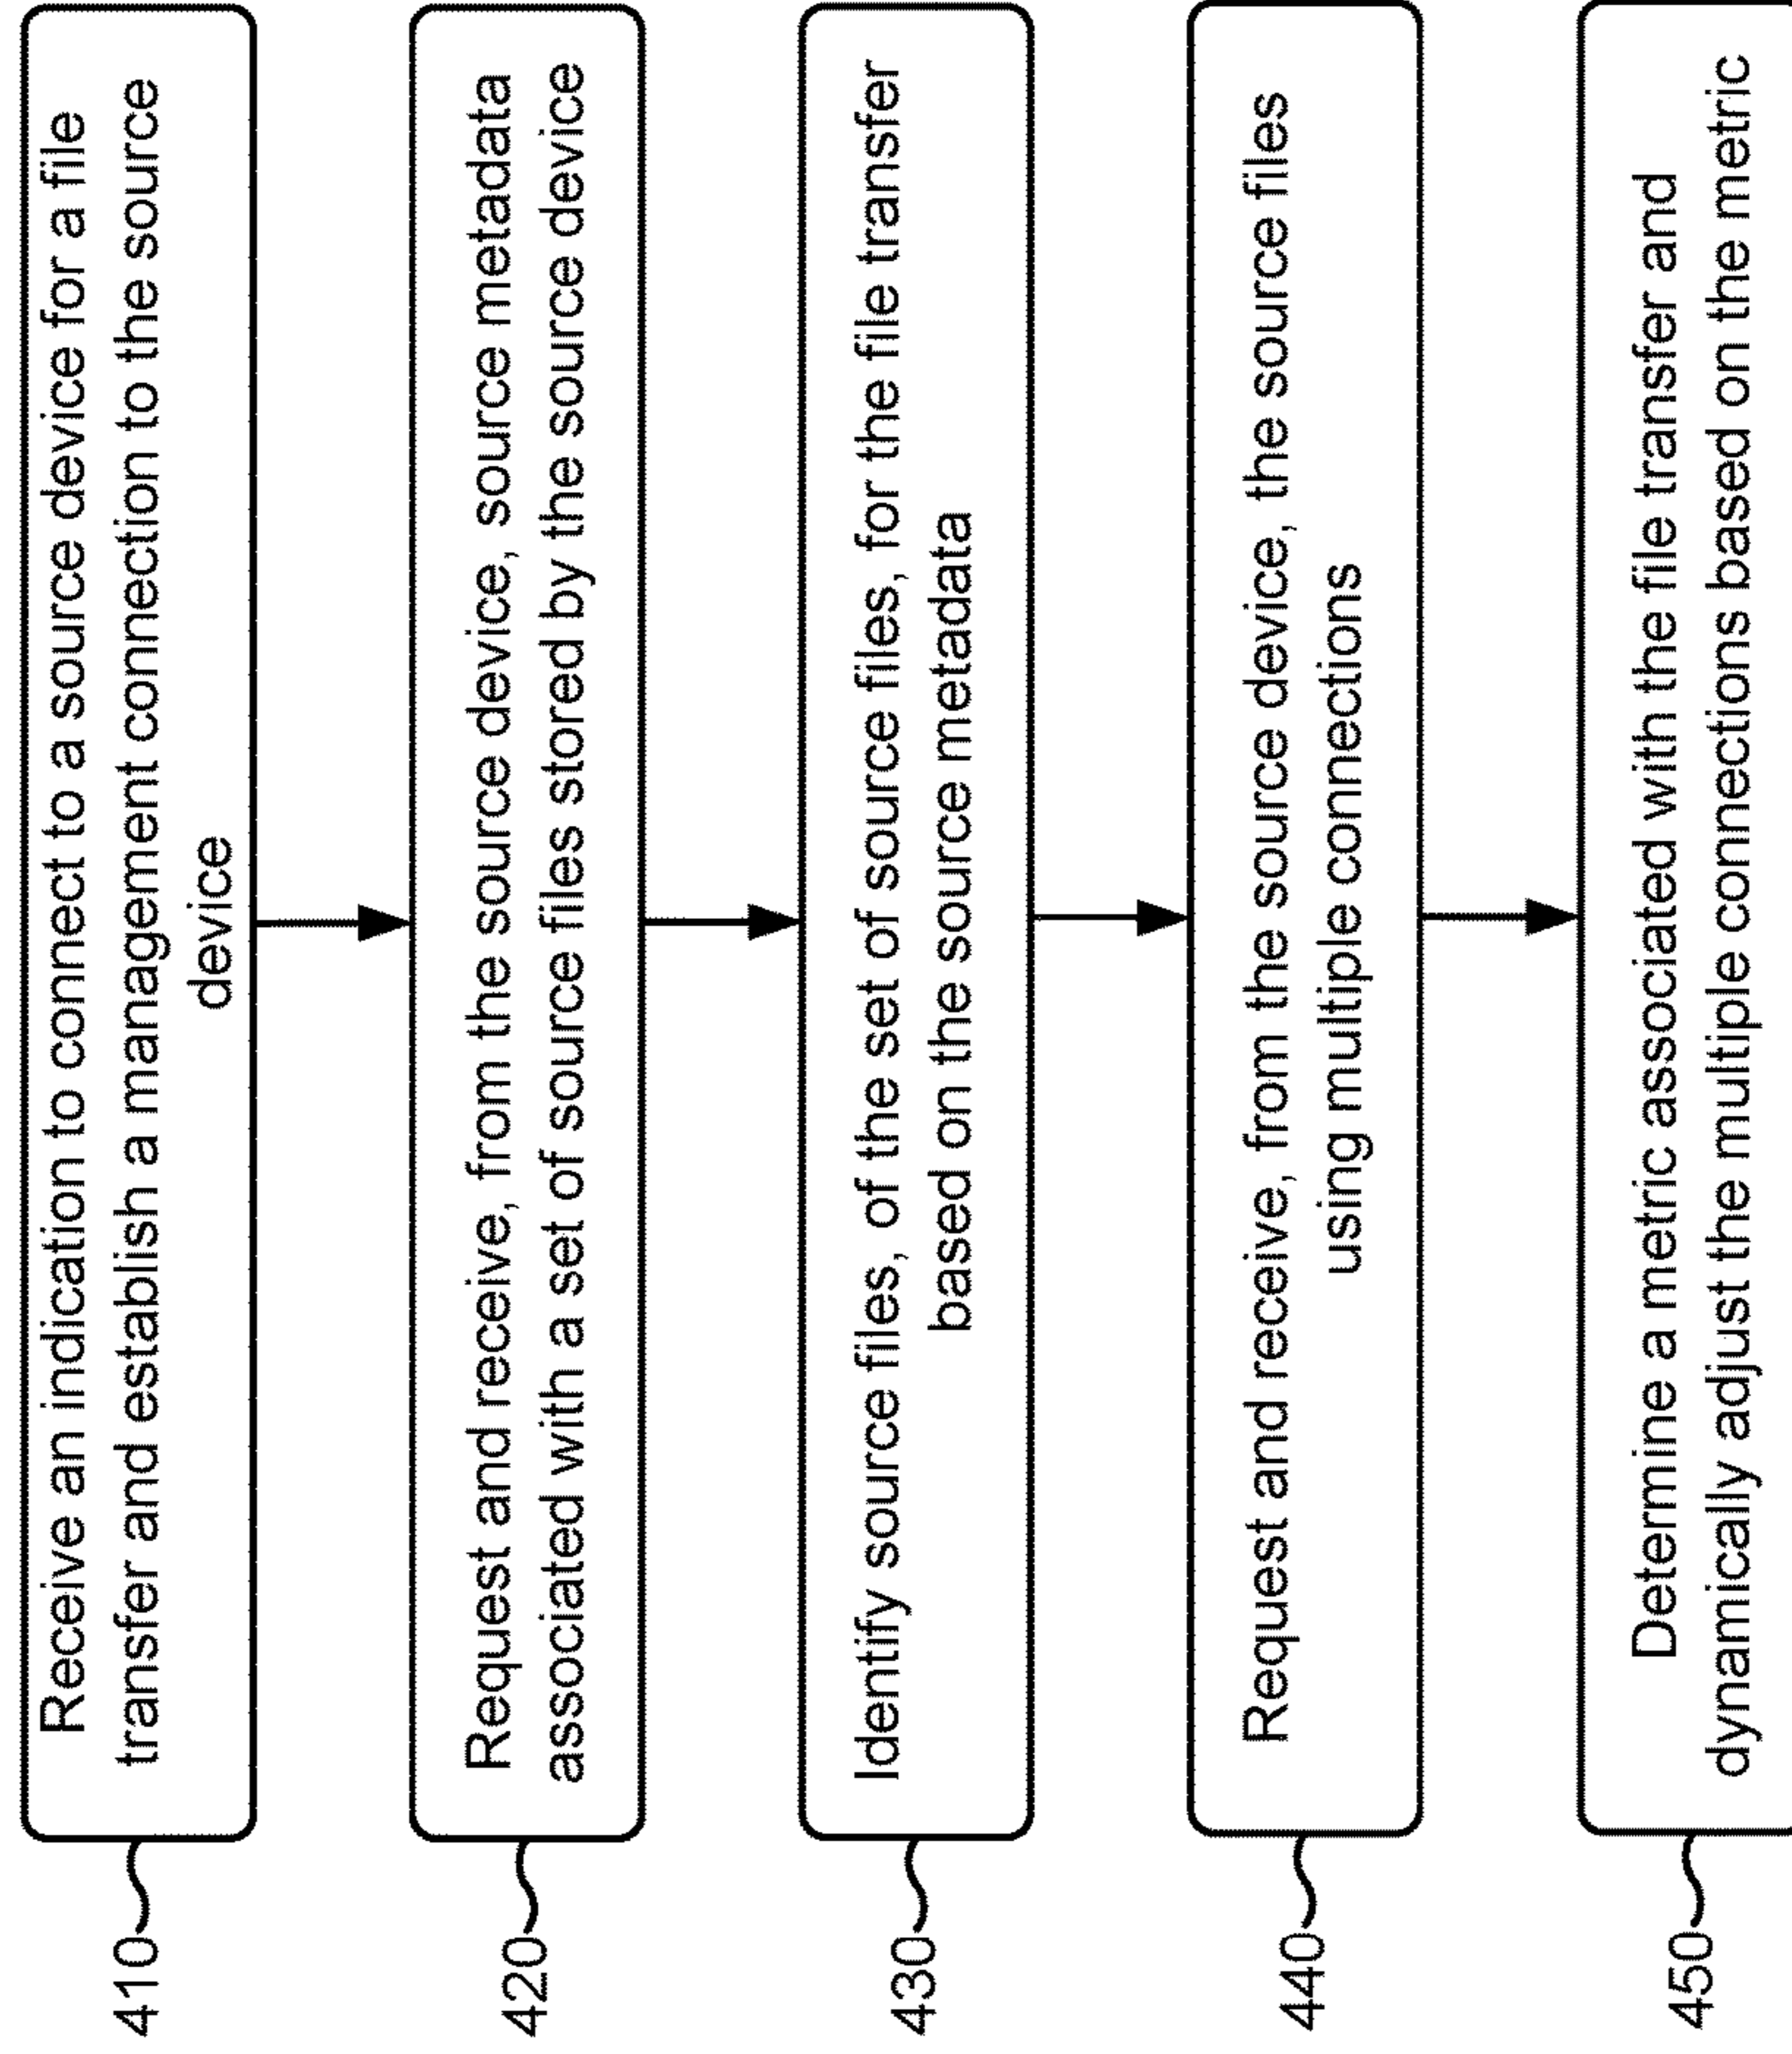 410
Receive an indication to connect to a source device for a file
transfer and establish a management connection to the source
device
420
Request and receive, from the source device, source metadata
associated with a set of source files stored by the source device
430
Identify source files, of the set of source files, for the file transfer
based on the source metadata
440
Request and receive, from the source device, the source files
using multiple connections
450
Determine a metric associated with the file transfer and
dynamically adjust the multiple connections based on the metric